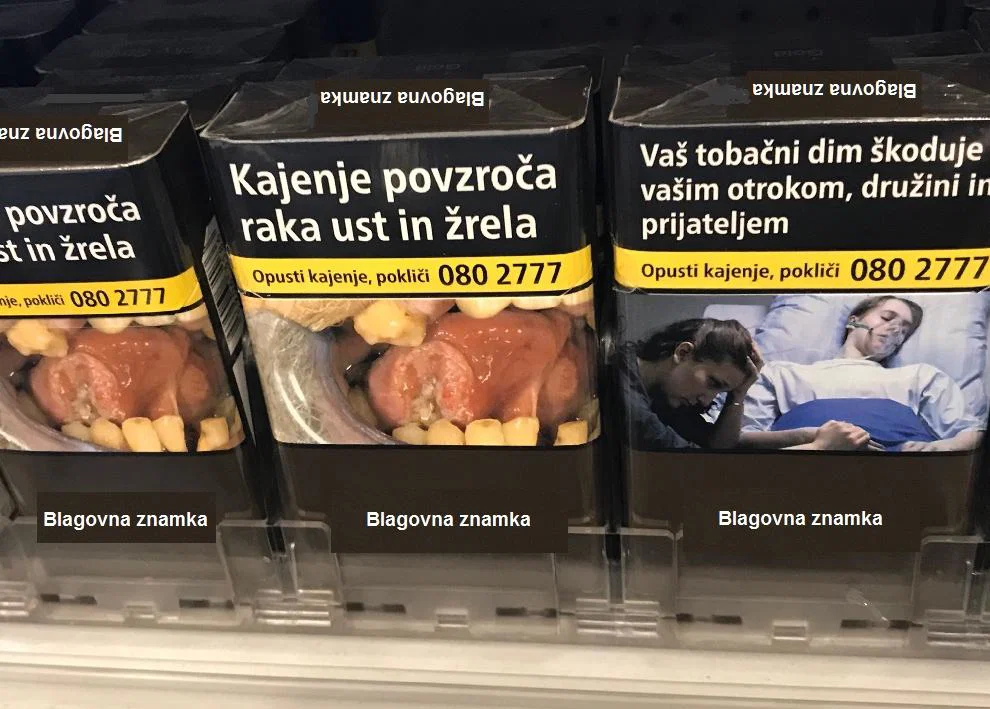 Blagovna znamka
povzroča
st in žrela
nje, pokliči 080 2777
Blagovna znamka
Blagovna znamka
Kajenje povzroča
raka ust in žrela
Opusti kajenje, pokliči 080 2777
Blagovna znamka
Blagovna znamka
Vaš tobačni dim škoduje
vašim otrokom, družini in
prijateljem
Opusti kajenje, pokliči 080 2777
Blagovna znamka